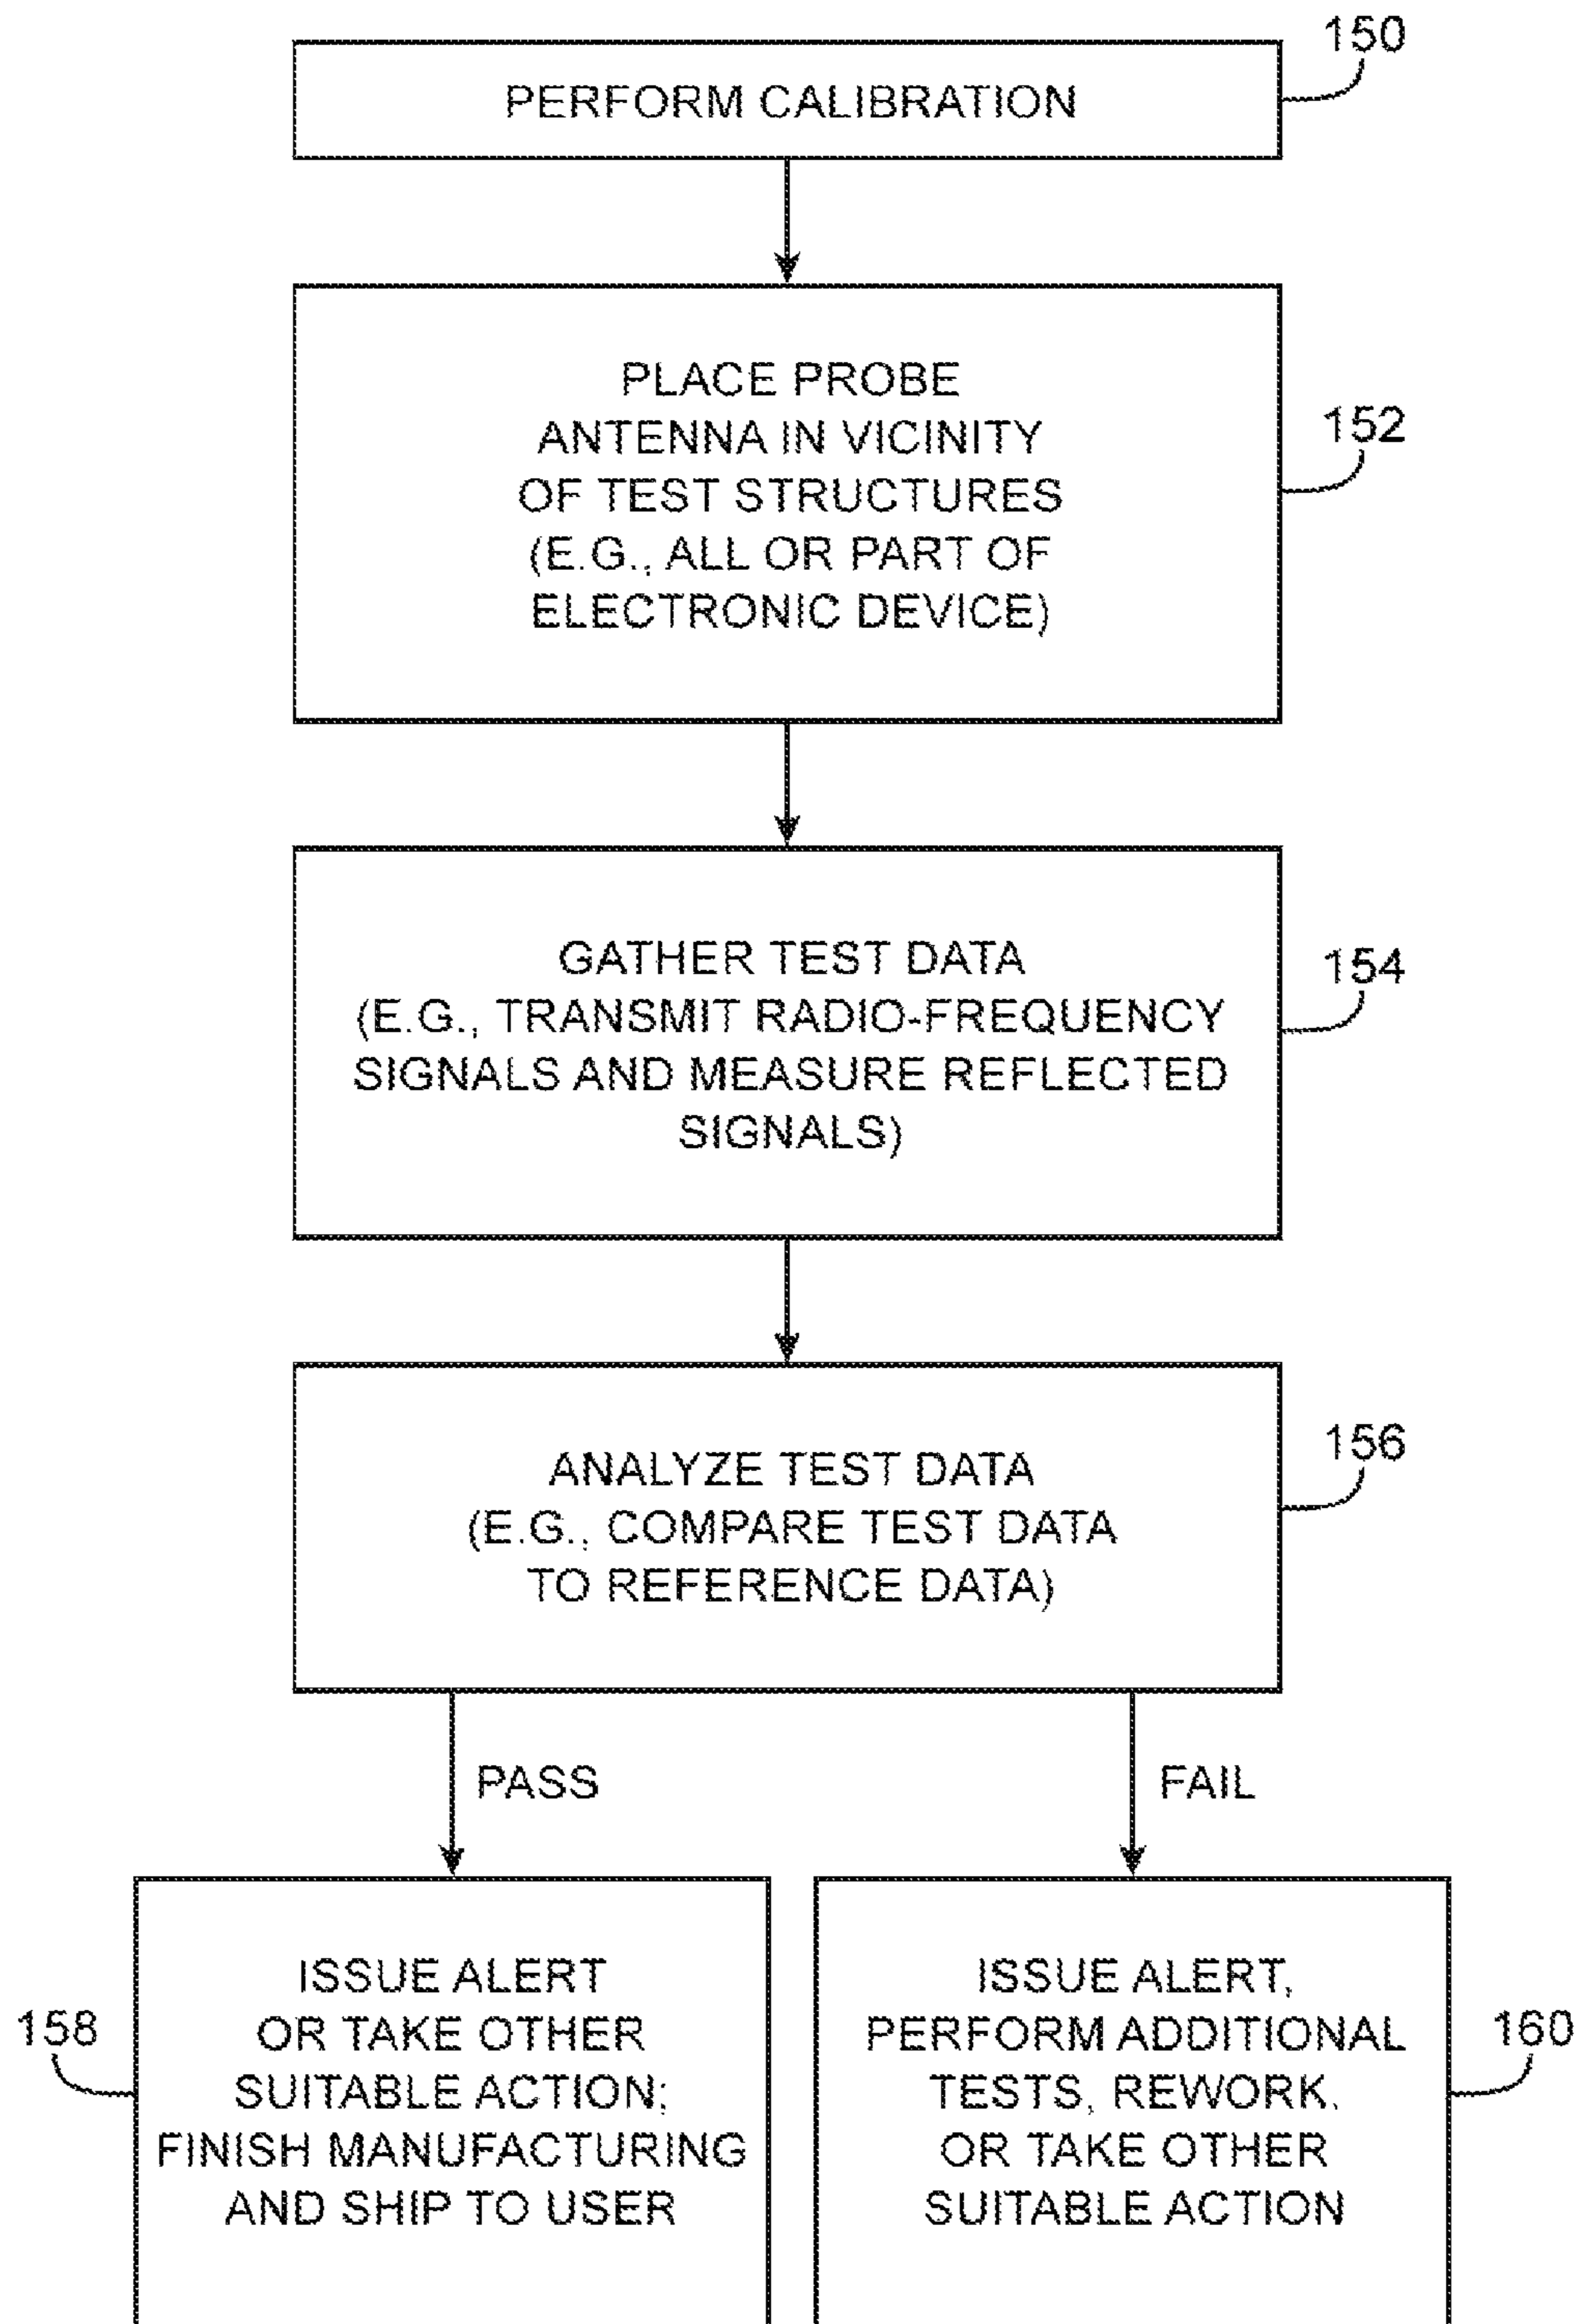 150
PERFORM CALIBRATION
PLACE PROBE
ANTENNA IN VICINITY
OF TEST STRUCTURES
(E.G., ALL OR PART OF
ELECTRONIC DEVICE)
152
GATHER TEST DATA
(E.G., TRANSMIT RADIO-FREQUENCY
SIGNALS AND MEASURE REFLECTED
SIGNALS)
154
ANALYZE TEST DATA
(E.G., COMPARE TEST DATA
TO REFERENCE DATA)
156
PASS
FAIL
158
ISSUE ALERT
OR TAKE OTHER
SUITABLE ACTION;
FINISH MANUFACTURING
AND SHIP TO USER
ISSUE ALERT,
PERFORM ADDITIONAL
TESTS, REWORK,
OR TAKE OTHER
SUITABLE ACTION
160